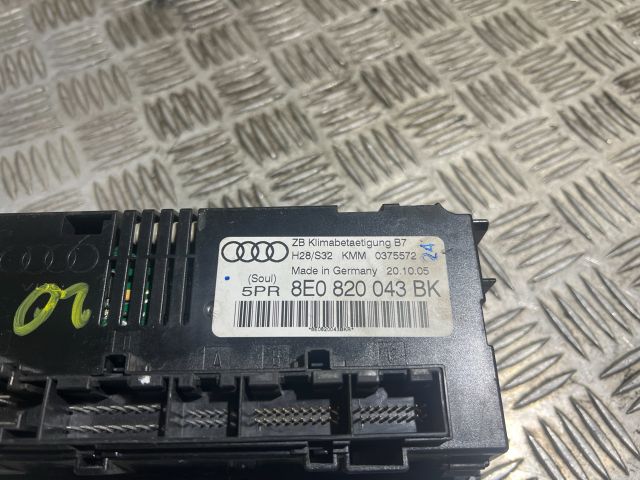 ZB Klimabetaetigung B7
H28/S32 KMM 0375572
24
Made in Germany 20.10.05
(Soul)
5PR 8E0 820 043 BK
A B C